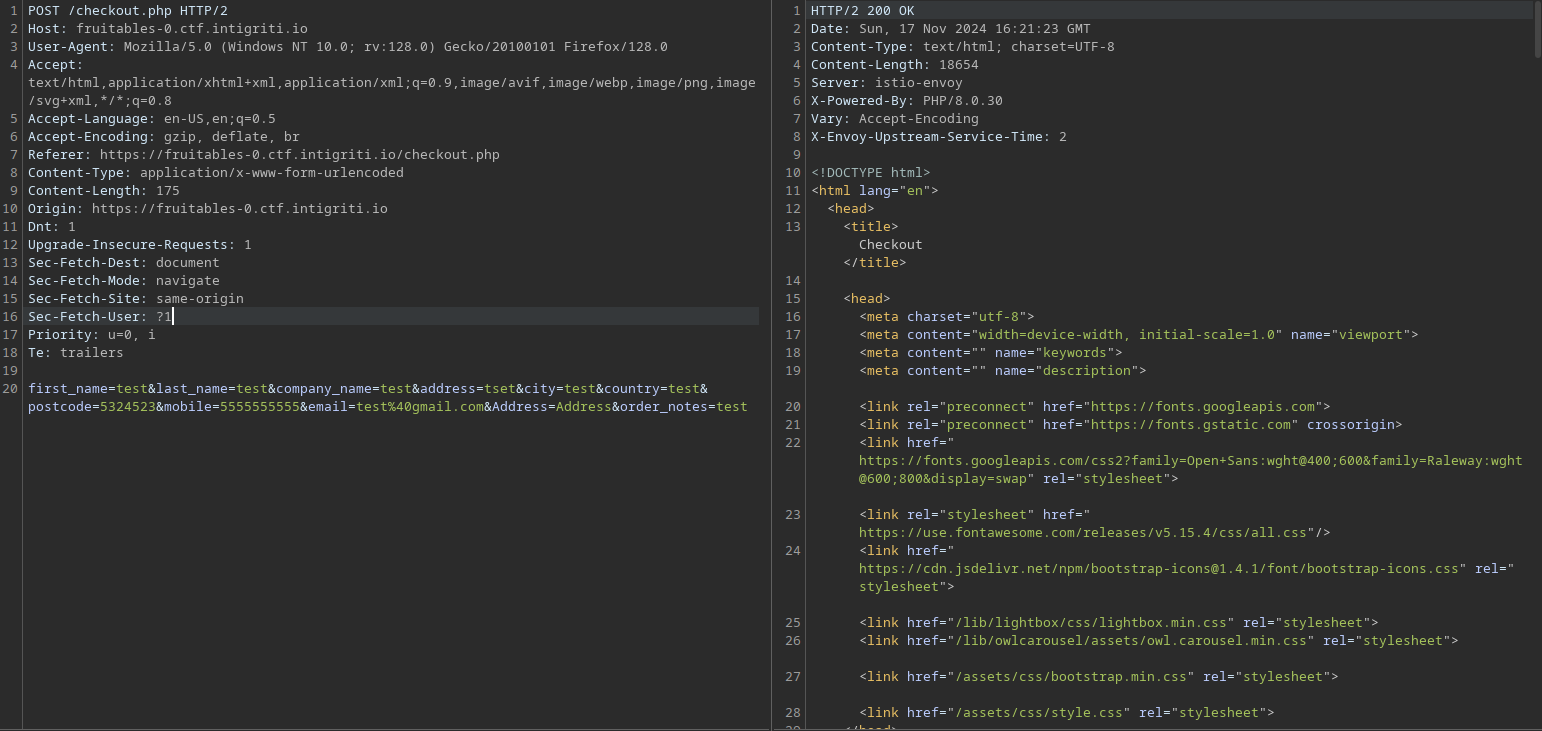 1 POST /checkout.php HTTP/2
2 Host: fruitables-0.ctf.intigriti.io
3 User-Agent: Mozilla/5.0 (Windows NT 10.0; rv:128.0) Gecko/20100101 Firefox/128.0
4 Accept:
text/html,application/xhtml+xml,application/xml;q=0.9,image/avif,image/webp,image/png,image
/svg+xml,*/*;q=0.8
5 Accept-Language: en-US,en;q=0.5
6 Accept-Encoding: gzip, deflate, br
7 Referer: https://fruitables-0.ctf.intigriti.io/checkout.php
8 Content-Type: application/x-www-form-urlencoded
9 Content-Length: 175
10 Origin: https://fruitables-0.ctf.intigriti.io
11 Dnt: 1
12 Upgrade-Insecure-Requests: 1
13 Sec-Fetch-Dest: document
14 Sec-Fetch-Mode: navigate
15 Sec-Fetch-Site: same-origin
16 Sec-Fetch-User: ?1
17 Priority: u=0, i
18 Te: trailers
19
20 first_name=test&last_name=test&company_name=test&address=tset&city=test&country=test&
postcode=5324523&mobile=5555555555&email=test%40gmail.com&Address=Address&order_notes=test
1 HTTP/2 200 OK
2 Date: Sun, 17 Nov 2024 16:21:23 GMT
3 Content-Type: text/html; charset=UTF-8
4 Content-Length: 18654
5 Server: istio-envoy
6 X-Powered-By: PHP/8.0.30
7 Vary: Accept-Encoding
8 X-Envoy-Upstream-Service-Time: 2
9
10 <!DOCTYPE html>
11 <html lang="en">
12 <head>
13 <title>
Checkout
</title>
14
15 <head>
16 <meta charset="utf-8">
17 <meta content="width=device-width, initial-scale=1.0" name="viewport">
18 <meta content="" name="keywords">
19 <meta content="" name="description">
20 <link rel="preconnect" href="https://fonts.googleapis.com">
21 <link rel="preconnect" href="https://fonts.gstatic.com" crossorigin>
22 <link href="
https://fonts.googleapis.com/css2?family=Open+Sans:wght@400;600&family=Raleway:wght
@600;800&display=swap" rel="stylesheet">
23 <link rel="stylesheet" href="
https://use.fontawesome.com/releases/v5.15.4/css/all.css"/>
24 <link href="
https://cdn.jsdelivr.net/npm/bootstrap-icons@1.4.1/font/bootstrap-icons.css" rel="
stylesheet">
25 <link href="/lib/lightbox/css/lightbox.min.css" rel="stylesheet">
26 <link href="/lib/owlcarousel/assets/owl.carousel.min.css" rel="stylesheet">
27 <link href="/assets/css/bootstrap.min.css" rel="stylesheet">
28 <link href="/assets/css/style.css" rel="stylesheet">